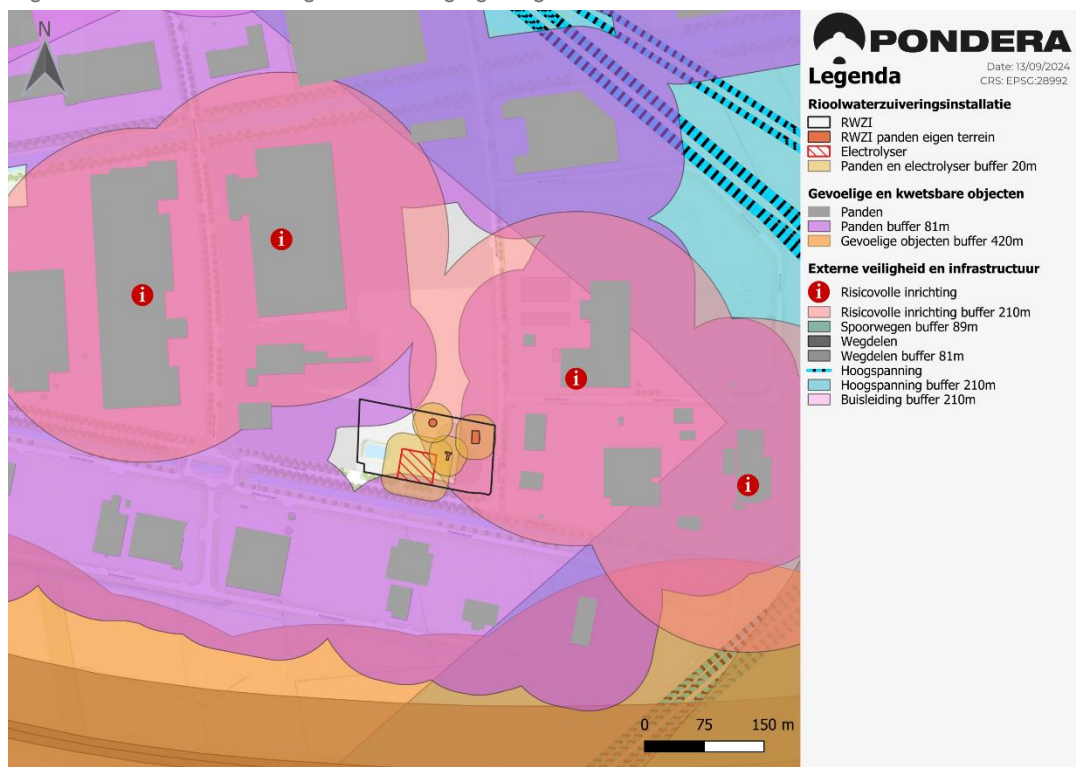 N
PONDERA
Date: 13/09/2024
Legenda
CRS: EPSG:28992
Rioolwaterzuiveringsinstallatie
RWZI
RWZI panden eigen terrein
Electrolyser
Panden en electrolyser buffer 20m
Gevoelige en kwetsbare objecten
Panden
Panden buffer 81m
Gevoelige objecten buffer 420m
Externe veiligheid en infrastructuur
i Risicovolle inrichting
Risicovolle inrichting buffer 210m
Spoorwegen buffer 89m
Wegdelen
Wegdelen buffer 81m
Hoogspanning
Hoogspanning buffer 210m
Buisleiding buffer 210m
i
i
i
i
0 75 150 m